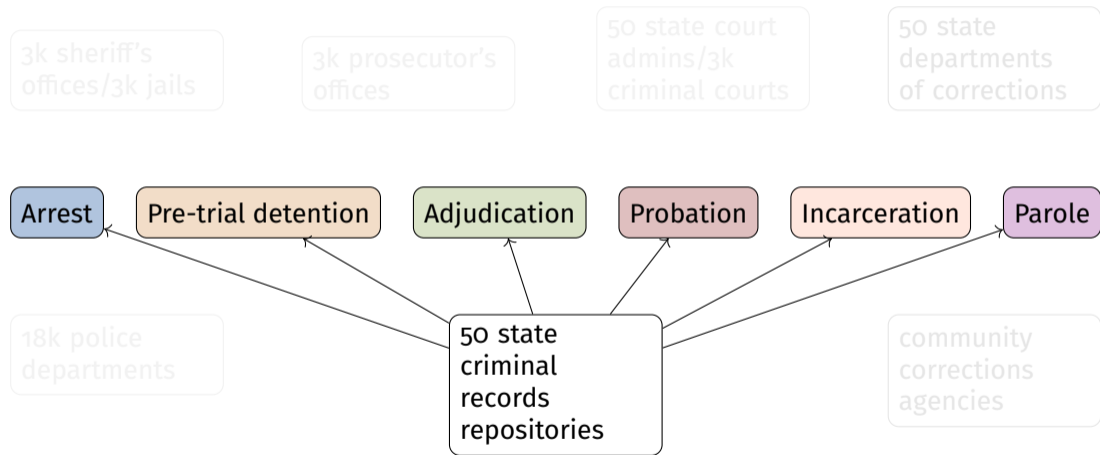 3k sheriff's
offices/3k jails
3k prosecutor's
offices
50 state court
admins/3k
criminal courts
50 state
departments
of corrections
Arrest
Pre-trial detention
Adjudication
Probation
Incarceration
Parole
18k police
departments
50 state
criminal
records
repositories
community
corrections
agencies